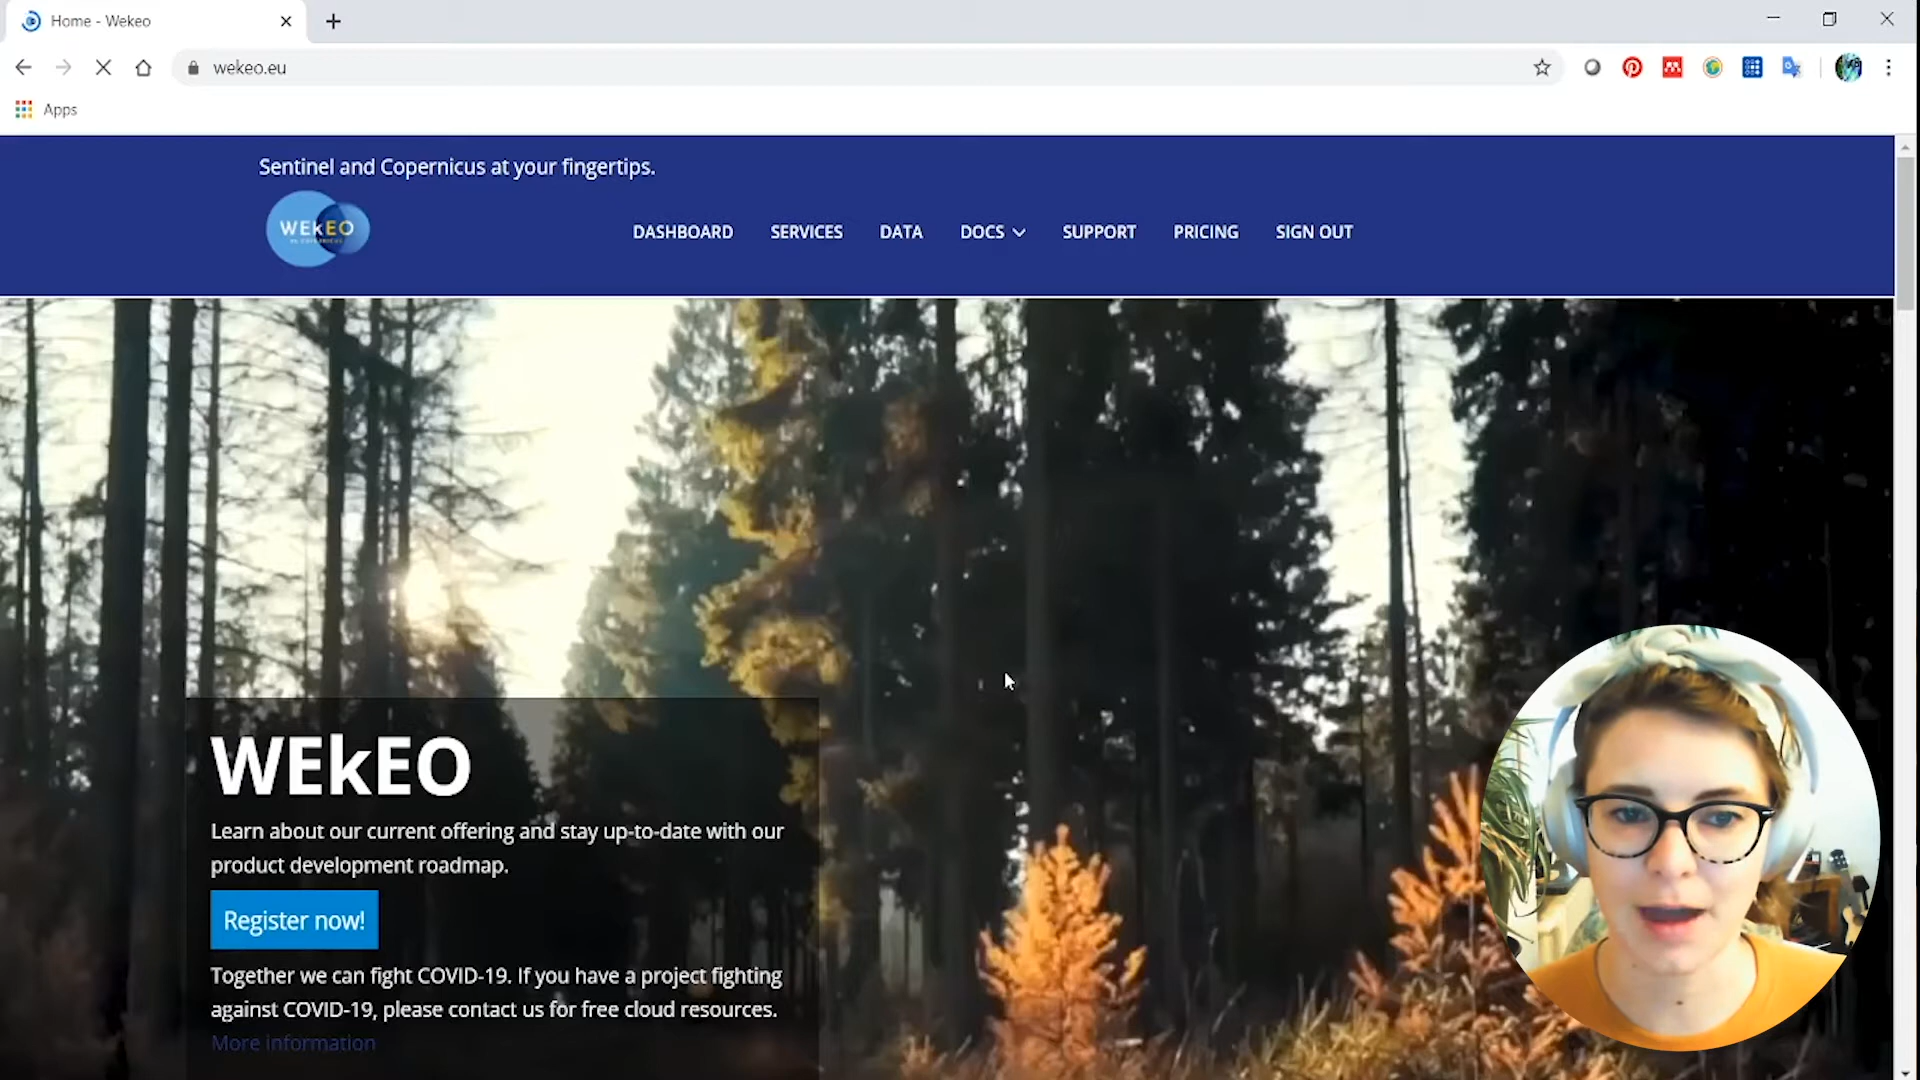 Home - Wekeo
wekeo.eu
Apps
Sentinel and Copernicus at your fingertips.
WEkEO
DASHBOARD SERVICES DATA DOCS SUPPORT PRICING SIGN OUT
WEkEO
Learn about our current offering and stay up-to-date with our
product development roadmap.
Register now!
Together we can fight COVID-19. If you have a project fighting
against COVID-19, please contact us for free cloud resources.
More information